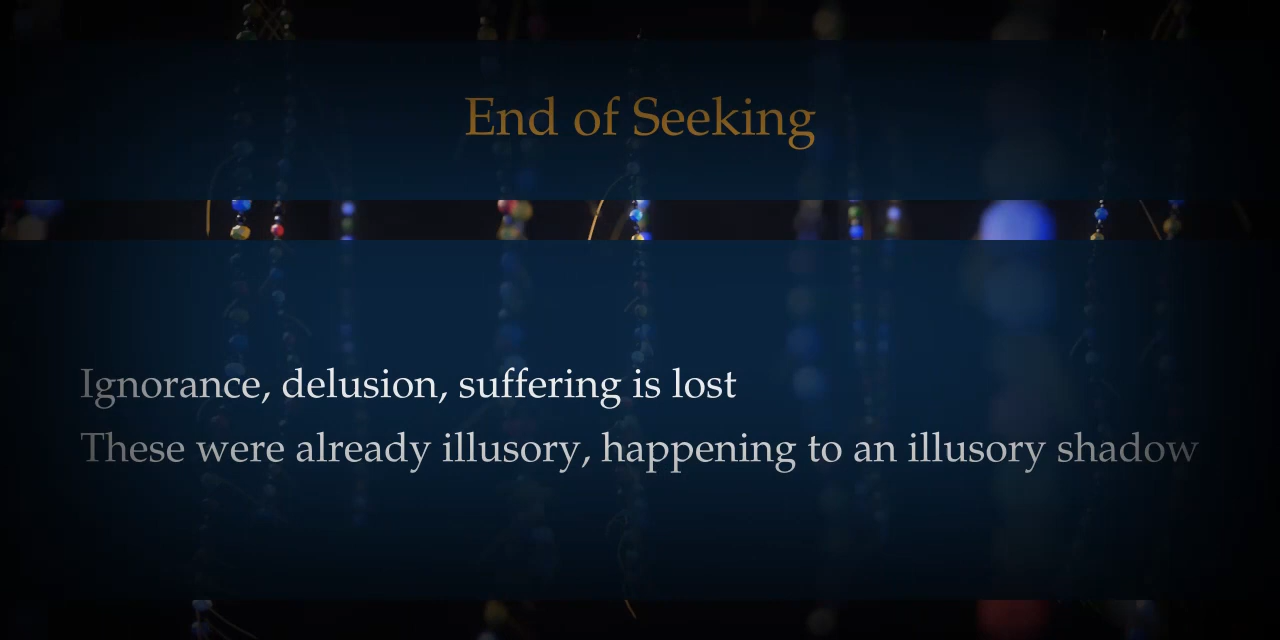 End of Seeking
Ignorance, delusion, suffering is lost
These were already illusory, happening to an illusory shadow